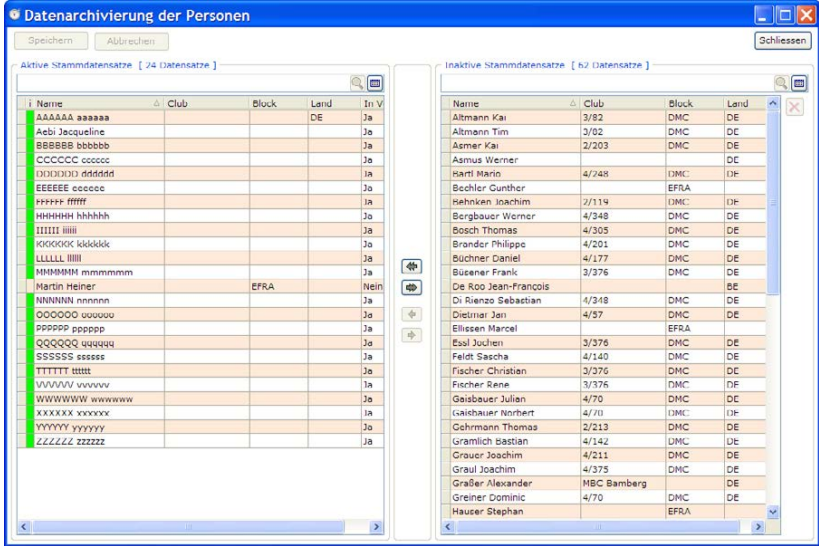 Datenarchivierung der Personen
Speichern Abbrechen Schliessen
Aktive Stammdatensätze [ 24 Datensätze ]
i Name Club Block Land In V
AAAAAA aaaaaa DE Ja
Aebi Jacqueline Ja
BBBBBB bbbbbb Ja
CCCCCC cccccc Ja
DDDDDD dddddd Ja
EEEEEE eeeeee Ja
FFFFFF ffffff Ja
HHHHHH hhhhhh Ja
IIIIII iiiiii Ja
KKKKKK kkkkkk Ja
LLLLLL llllll Ja
MMMMMM mmmmmm Ja
Martin Heiner EFRA Nein
NNNNNN nnnnnn Ja
OOOOOO oooooo Ja
PPPPPP pppppp Ja
QQQQQQ qqqqqq Ja
SSSSSS ssssss Ja
TTTTTT tttttt Ja
VVVVVV vvvvvv Ja
WWWWWW wwwwww Ja
XXXXXX xxxxxx Ja
YYYYYY yyyyyy Ja
ZZZZZZ zzzzzz Ja
Inaktive Stammdatensätze [ 62 Datensätze ]
Name Club Block Land
Altmann Kai 3/82 DMC DE
Altmann Tim DMC DE
Asmer Kai 2/203 DMC DE
Asmus Werner DE
Bartl Mario 4/248 DMC DE
Bechler Gunther EFRA
Behnken Joachim 2/119 DMC DE
Bergbauer Werner 4/348 DMC DE
Bosch Thomas 4/305 DMC DE
Brander Philippe 4/201 DMC DE
Büchner Daniel 4/177 DMC DE
Büsener Frank 3/376 DMC DE
De Roo Jean-François BE
Di Rienzo Sebastian 4/348 DMC DE
Dietmar Jan 4/57 DMC DE
Ellissen Marcel EFRA
Essl Jochen 3/376 DMC DE
Feldt Sascha 4/140 DMC DE
Fischer Christian 3/376 DMC DE
Fischer Rene 3/376 DMC DE
Gaisbauer Julian 4/70 DMC DE
Gaisbauer Norbert 4/70 DMC DE
Gehrmann Thomas 2/213 DMC DE
Gramlich Bastian 4/142 DMC DE
Grauer Joachim 4/211 DMC DE
Graul Joachim 4/375 DMC DE
Graßer Alexander MBC Bamberg DE
Greiner Dominic 4/70 DMC DE
Hauser Stephan EFRA